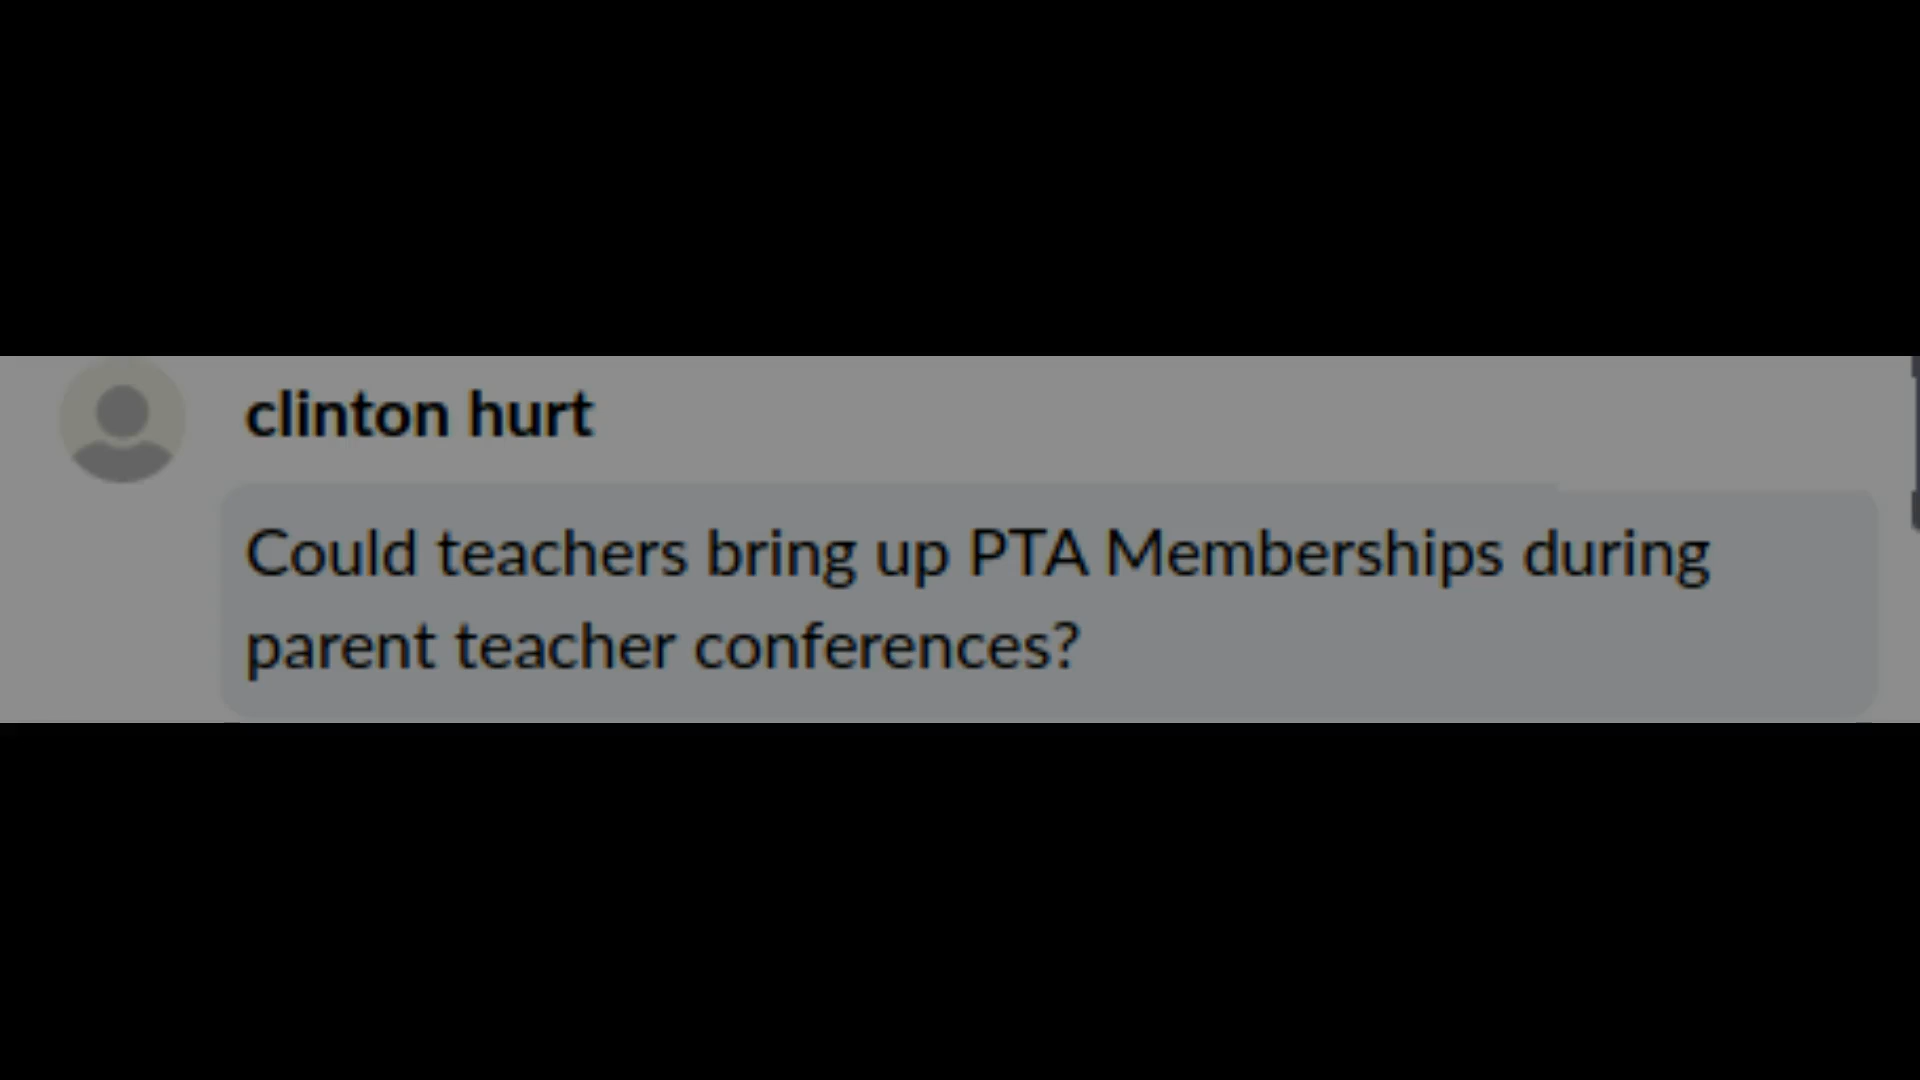 clinton hurt
Could teachers bring up PTA Memberships during
parent teacher conferences?